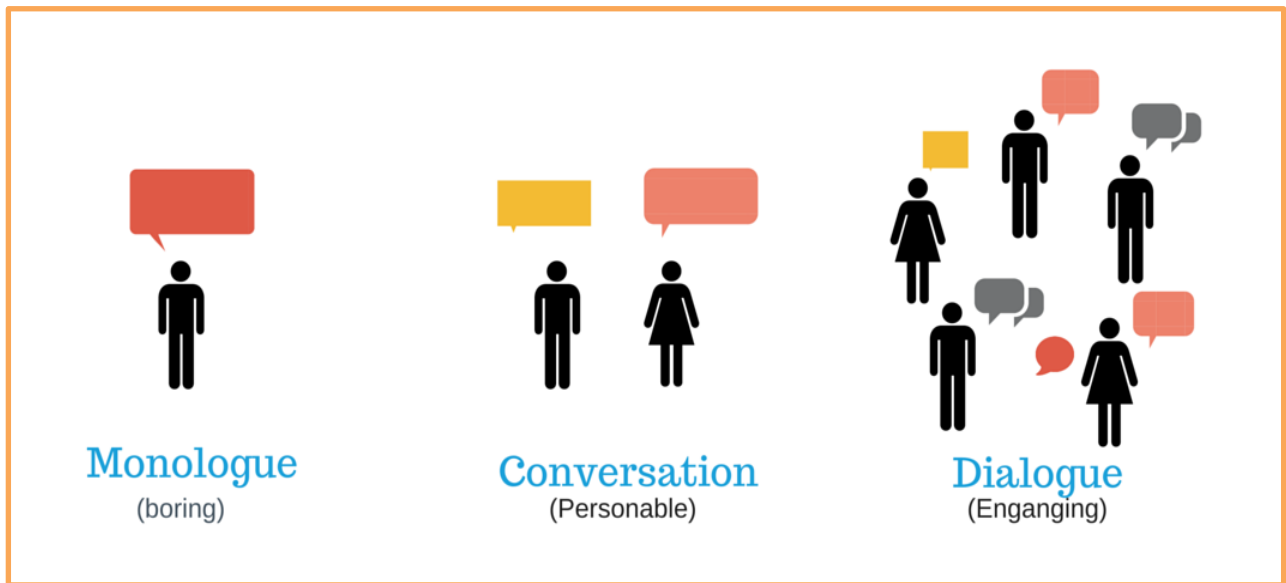 Monologue
(boring)
Conversation
(Personable)
Dialogue
(Enganging)